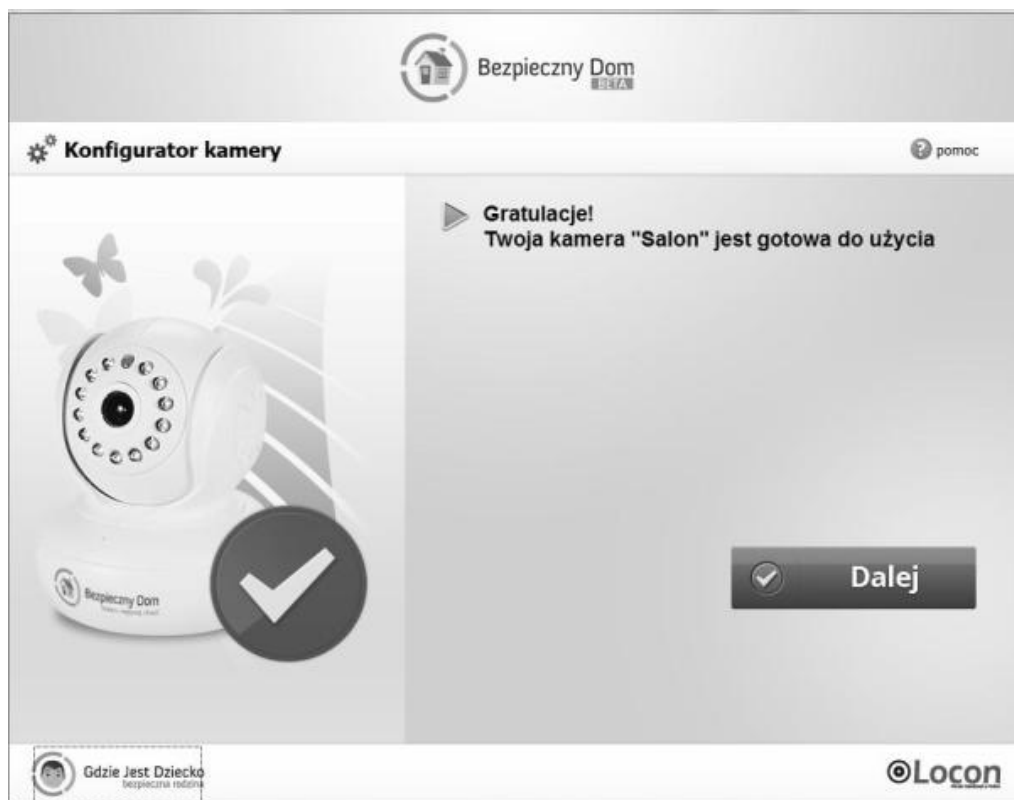 Bezpieczny Dom
BETA
Konfigurator kamery
pomoc
Gratulacje!
Twoja kamera "Salon" jest gotowa do użycia
Bezpieczny Dom
Dalej
Gdzie Jest Dziecko
bezpieczna rodzina
Locon